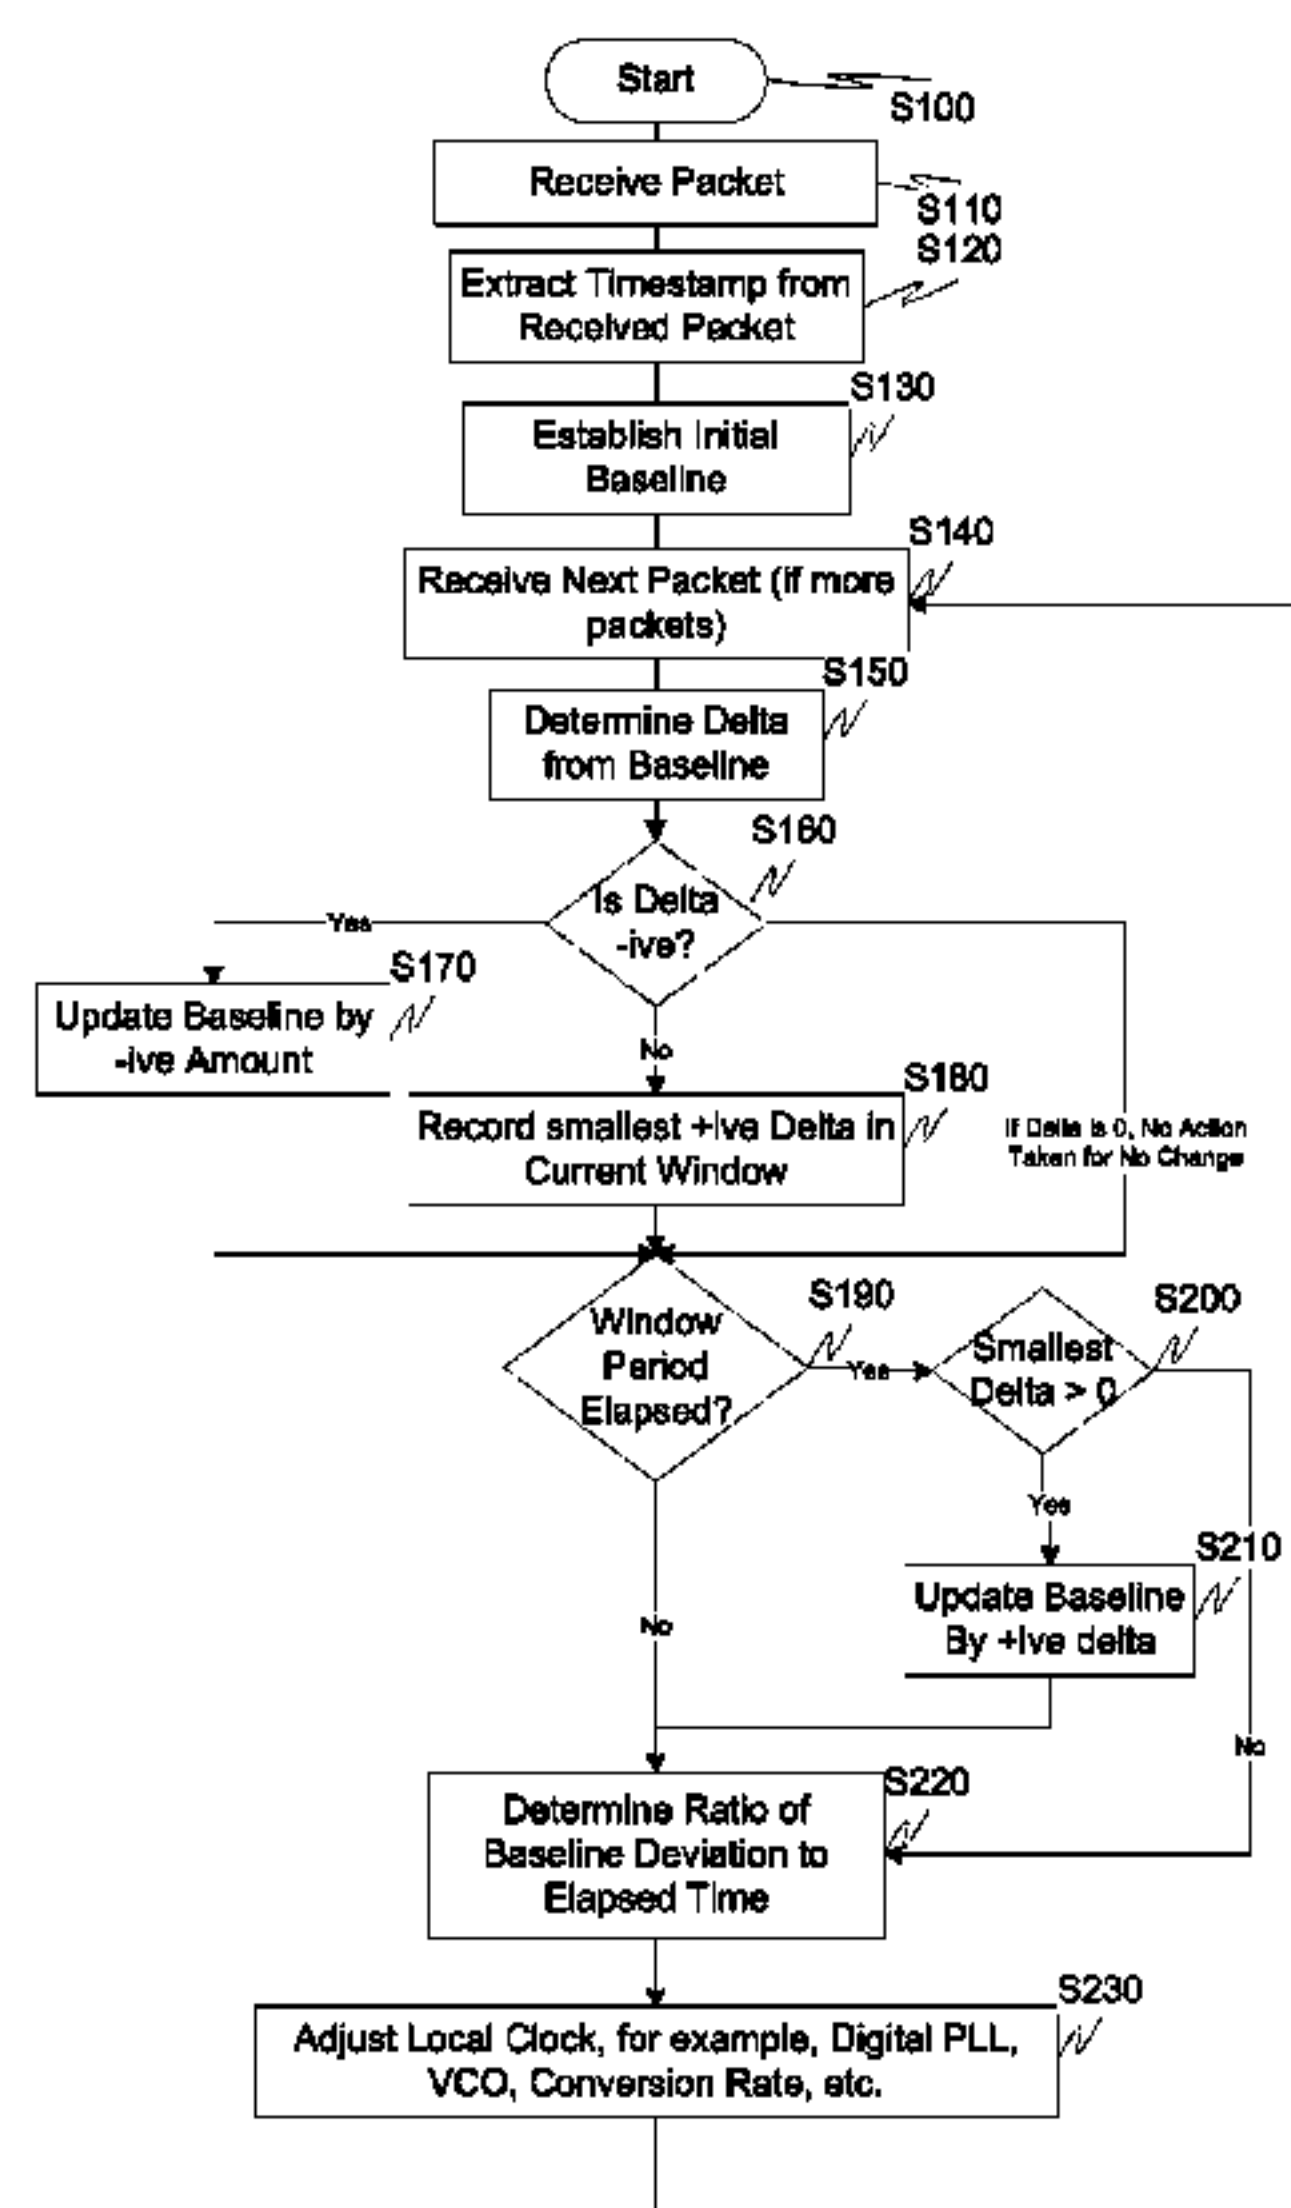 Start
S100
Receive Packet
S110
S120
Extract Timestamp from
Received Packet
S130
Establish Initial
Baseline
S140
Receive Next Packet (if more
packets)
S150
Determine Delta
from Baseline
S160
Is Delta
-ive?
Yes
S170
Update Baseline by
-ive Amount
No
S180
Record smallest +ive Delta in
Current Window
If Delta is 0, No Action
Taken for No Change
S190
Window
Period
Elapsed?
Yes
S200
Smallest
Delta > 0
Yes
S210
Update Baseline
By +ive delta
No
No
S220
Determine Ratio of
Baseline Deviation to
Elapsed Time
S230
Adjust Local Clock, for example, Digital PLL,
VCO, Conversion Rate, etc.